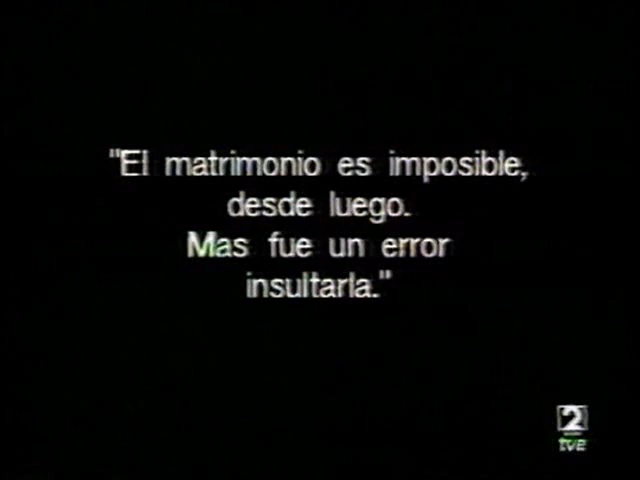 "El matrimonio es imposible,
desde luego.
Mas fue un error
insultarla."
2
tve